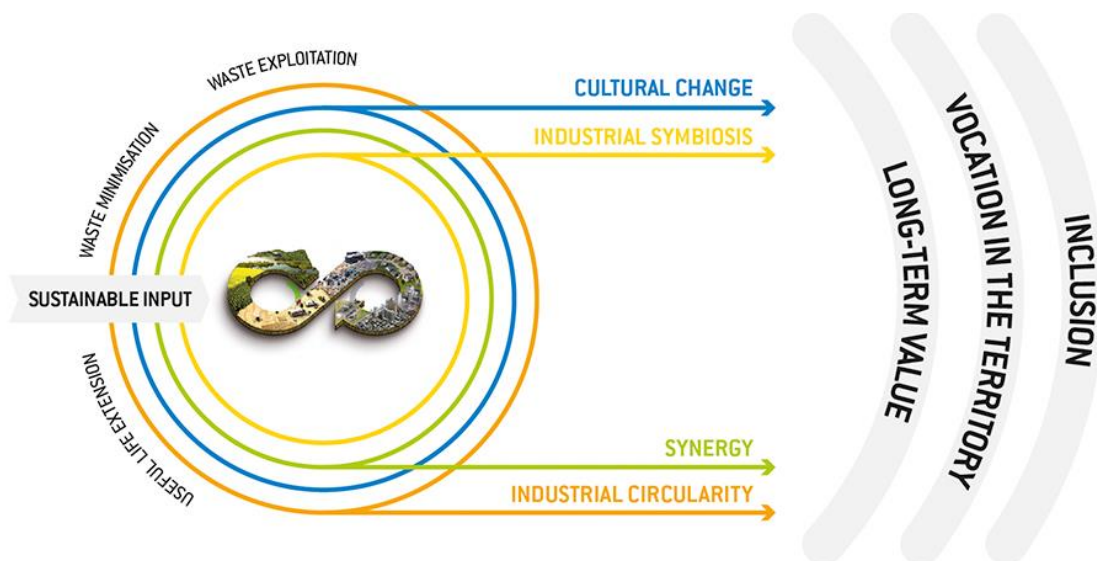 WASTE EXPLOITATION
WASTE MINIMISATION
SUSTAINABLE INPUT
USEFUL LIFE EXTENSION
CULTURAL CHANGE
INDUSTRIAL SYMBIOSIS
SYNERGY
INDUSTRIAL CIRCULARITY
LONG-TERM VALUE
VOCATION IN THE TERRITORY
INCLUSION